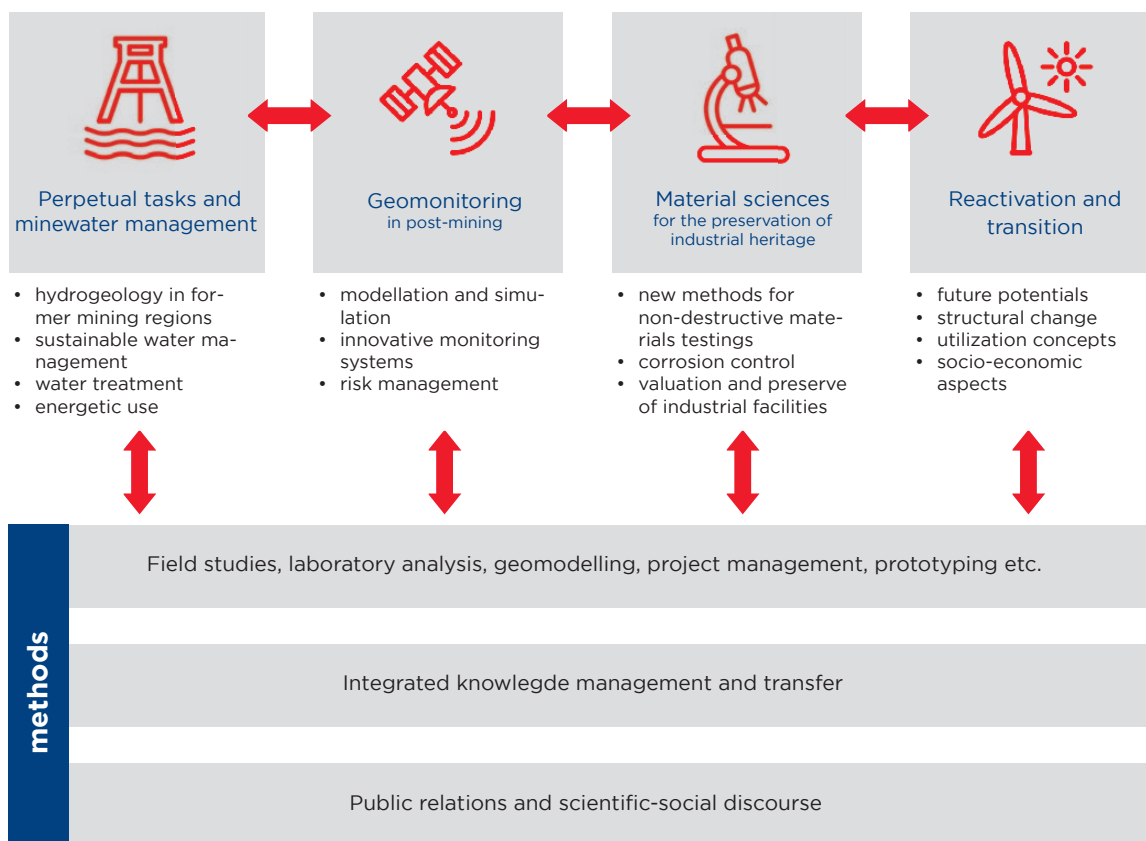 Perpetual tasks and
minewater management
Geomonitoring
in post-mining
Material sciences
for the preservation of
industrial heritage
Reactivation and
transition
• hydrogeology in for-
mer mining regions
• sustainable water ma-
nagement
• water treatment
• energetic use
• modellation and simu-
lation
• innovative monitoring
systems
• risk management
• new methods for
non-destructive mate-
rials testings
• corrosion control
• valuation and preserve
of industrial facilities
• future potentials
• structural change
• utilization concepts
• socio-economic
aspects
methods
Field studies, laboratory analysis, geomodelling, project management, prototyping etc.
Integrated knowlegde management and transfer
Public relations and scientific-social discourse